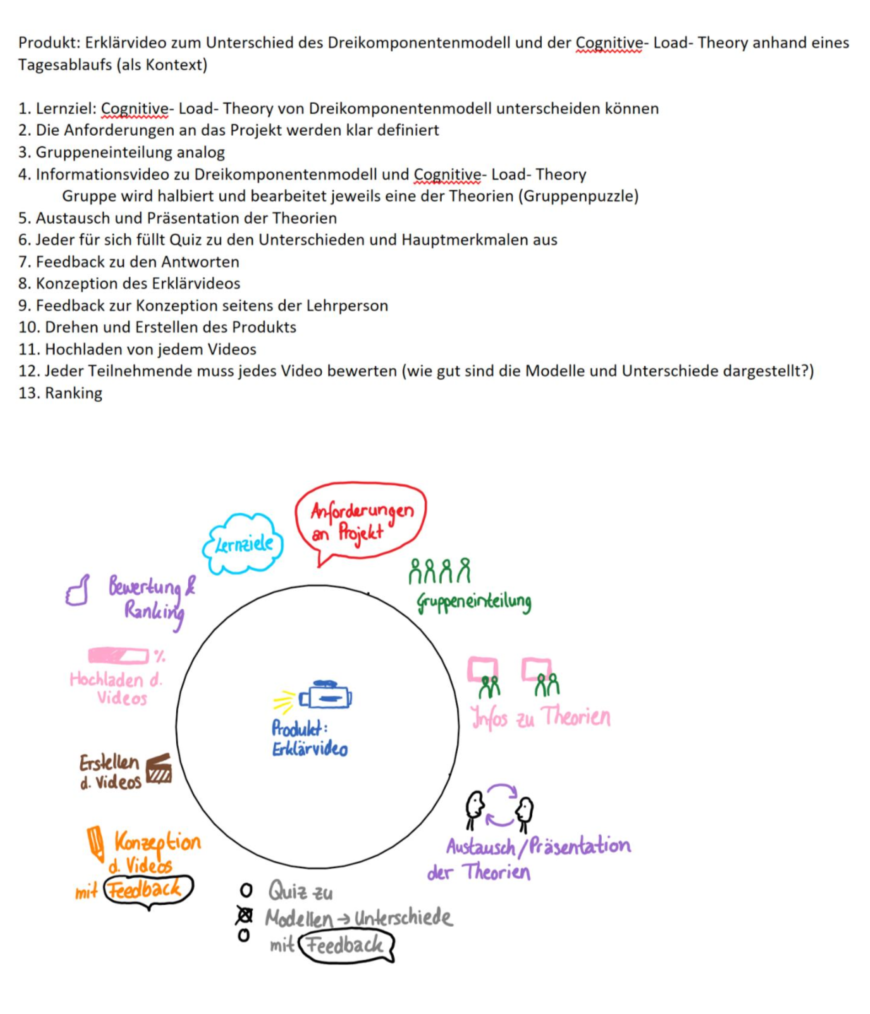 Produkt: Erklärvideo zum Unterschied des Dreikomponentenmodell und der Cognitive- Load- Theory anhand eines
Tagesablaufs (als Kontext)
1. Lernziel: Cognitive- Load- Theory von Dreikomponentenmodell unterscheiden können
2. Die Anforderungen an das Projekt werden klar definiert
3. Gruppeneinteilung analog
4. Informationsvideo zu Dreikomponentenmodell und Cognitive- Load- Theory
Gruppe wird halbiert und bearbeitet jeweils eine der Theorien (Gruppenpuzzle)
5. Austausch und Präsentation der Theorien
6. Jeder für sich füllt Quiz zu den Unterschieden und Hauptmerkmalen aus
7. Feedback zu den Antworten
8. Konzeption des Erklärvideos
9. Feedback zur Konzeption seitens der Lehrperson
10. Drehen und Erstellen des Produkts
11. Hochladen von jedem Videos
12. Jeder Teilnehmende muss jedes Video bewerten (wie gut sind die Modelle und Unterschiede dargestellt?)
13. Ranking
Anforderungen
an Projekt
Lernziele
Gruppeneinteilung
Infos zu Theorien
Austausch/Präsentation
der Theorien
Quiz zu
Modellen → Unterschiede
mit Feedback
Konzeption
d. Videos
mit Feedback
Erstellen
d. Videos
%
Hochladen d.
Videos
Bewertung &
Ranking
Produkt:
Erklärvideo